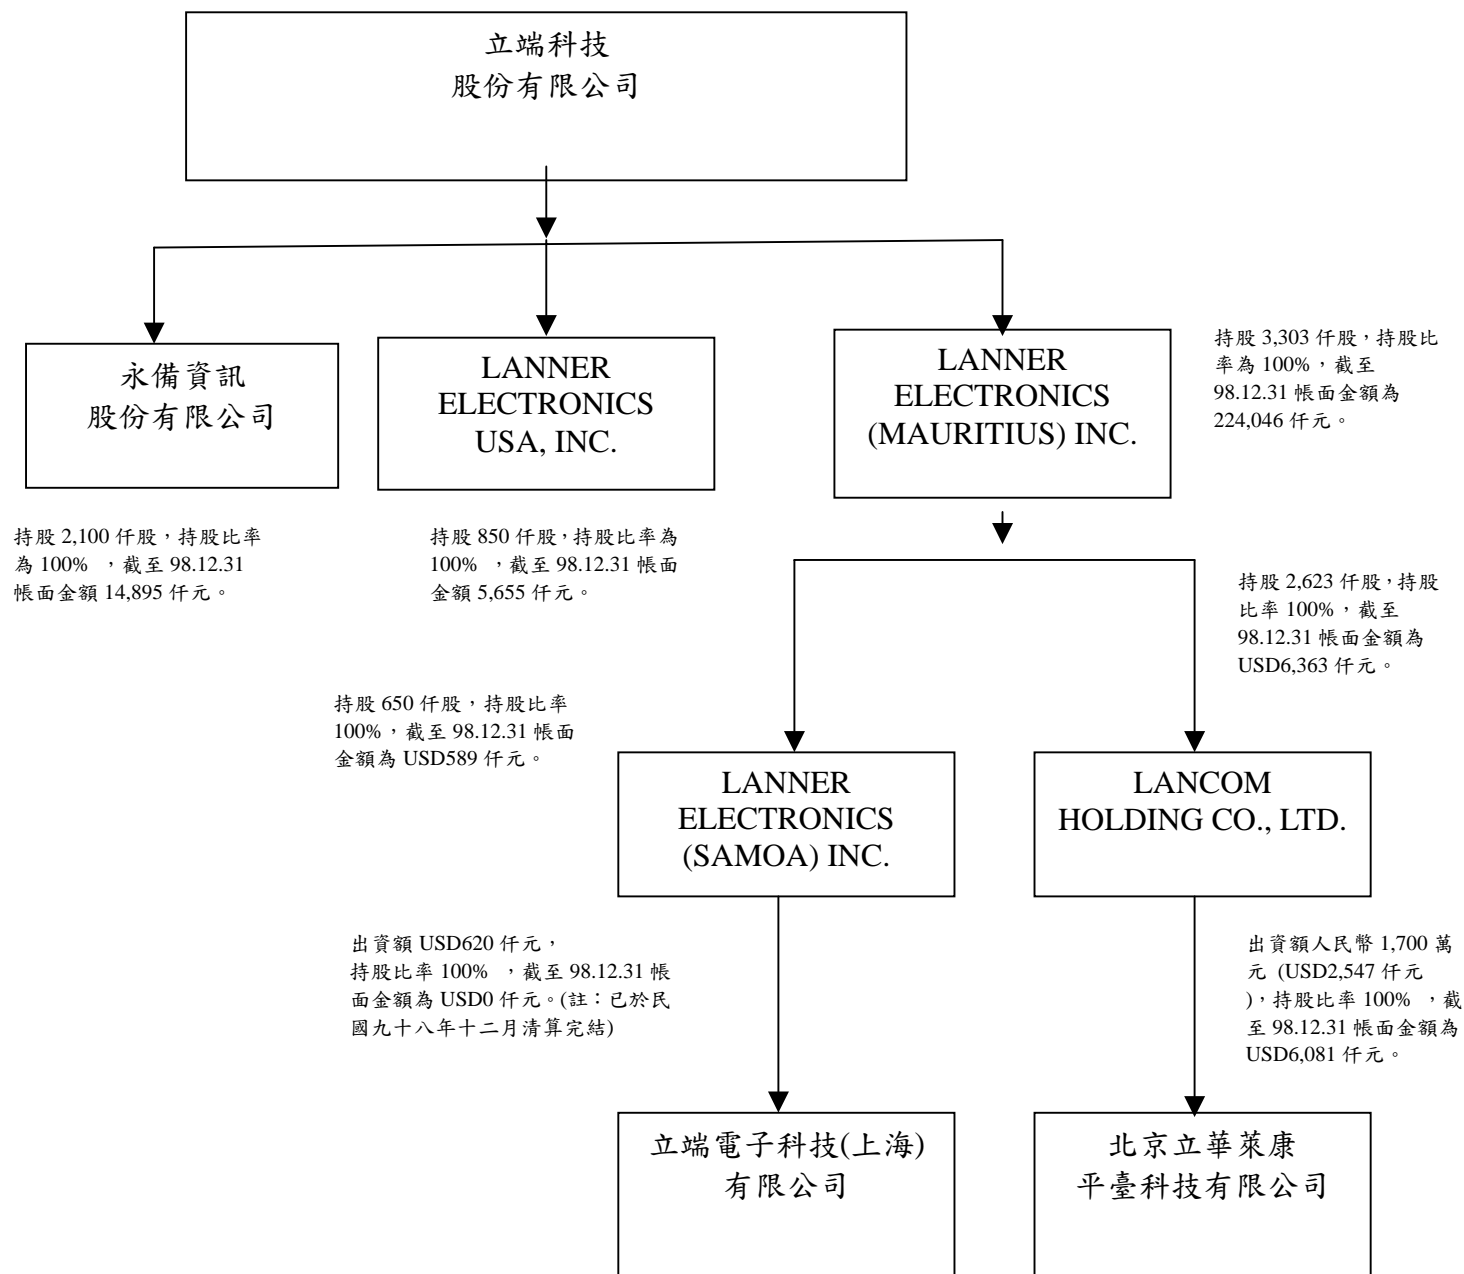 立端科技
股份有限公司
永備資訊
股份有限公司
LANNER
ELECTRONICS
USA, INC.
LANNER
ELECTRONICS
(MAURITIUS) INC.
持股 3,303 仟股，持股比
率為 100%，截至
98.12.31 帳面金額為
224,046 仟元。
持股 2,100 仟股，持股比率
為 100% ，截至 98.12.31
帳面金額 14,895 仟元。
持股 850 仟股，持股比率為
100% ，截至 98.12.31 帳面
金額 5,655 仟元。
持股 2,623 仟股，持股
比率 100%，截至
98.12.31 帳面金額為
USD6,363 仟元。
持股 650 仟股，持股比率
100%，截至 98.12.31 帳面
金額為 USD589 仟元。
LANNER
ELECTRONICS
(SAMOA) INC.
LANCOM
HOLDING CO., LTD.
出資額 USD620 仟元，
持股比率 100% ，截至 98.12.31 帳
面金額為 USD0 仟元。(註：已於民
國九十八年十二月清算完結)
出資額人民幣 1,700 萬
元 (USD2,547 仟元
)，持股比率 100% ，截
至 98.12.31 帳面金額為
USD6,081 仟元。
立端電子科技(上海)
有限公司
北京立華萊康
平臺科技有限公司